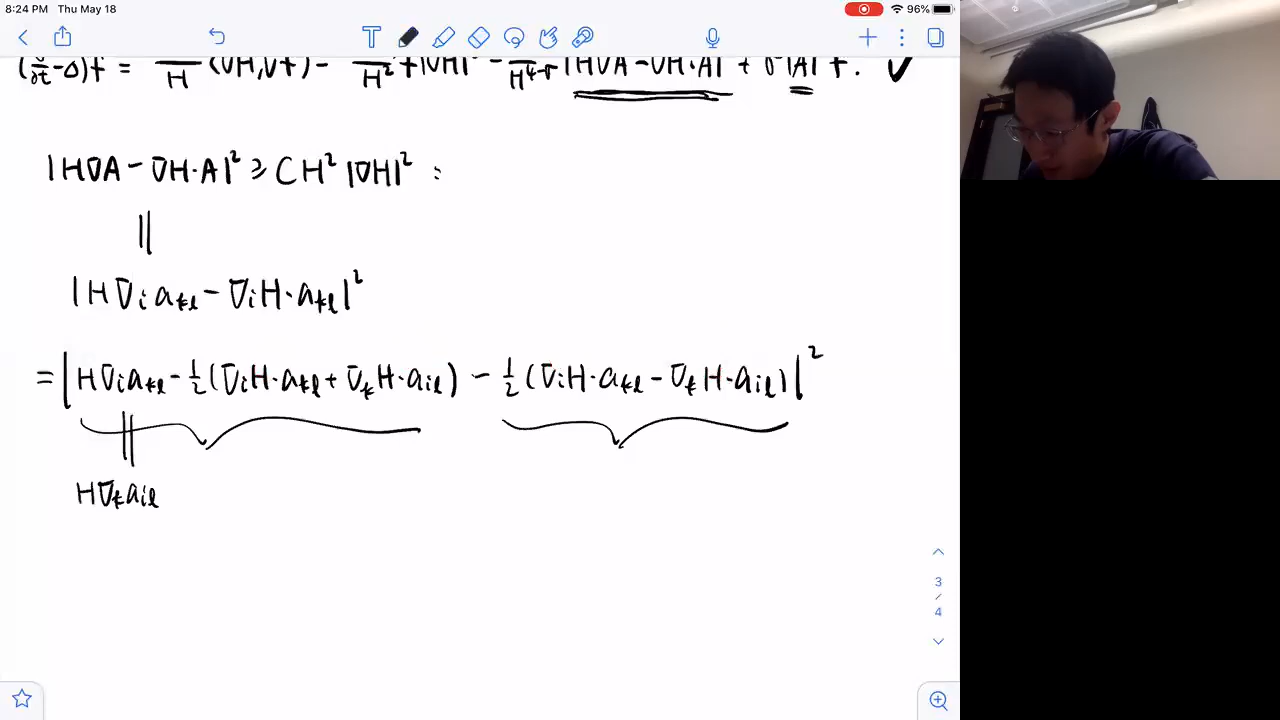 8:24 PM Thu May 18
96%
|H∇A − ∇H·A|² ≥ CH² |∇H|² :
||
|H∇ᵢaₖₗ − ∇ᵢH·aₖₗ|²
= |H∇ᵢaₖₗ − ½(∇ᵢH·aₖₗ + ∇ₖH·aᵢₗ) − ½(∇ᵢH·aₖₗ − ∇ₖH·aᵢₗ)|²
||
H∇ₖaᵢₗ
3
/
4